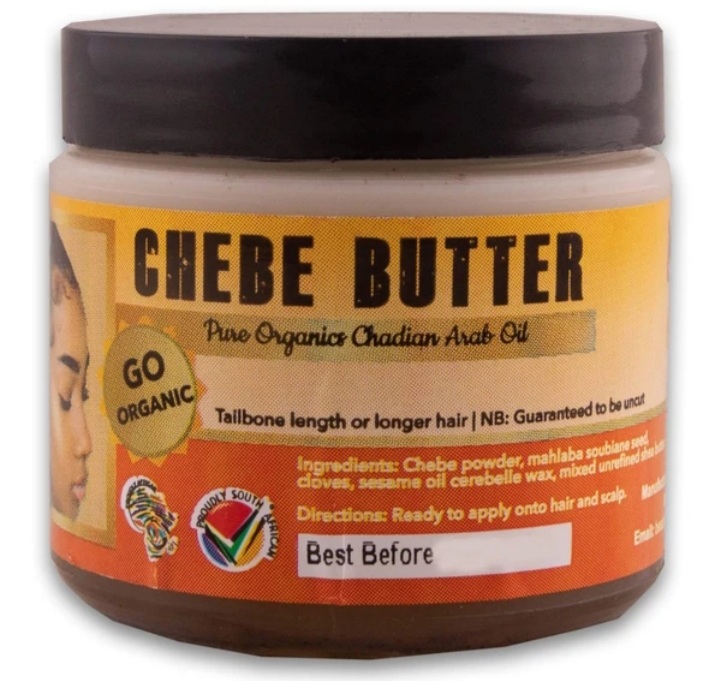 CHEBE BUTTER
Pure Organics Chadian Arab Oil
GO
ORGANIC
Tailbone length or longer hair | NB: Guaranteed to be uncut
Ingredients: Chebe powder, mahlaba soubiane seed,
cloves, sesame oil cerebelle wax, mixed unrefined shea
Directions: Ready to apply onto hair and scalp.
Email:
PROUDLY SOUTH AFRICAN
Best Before